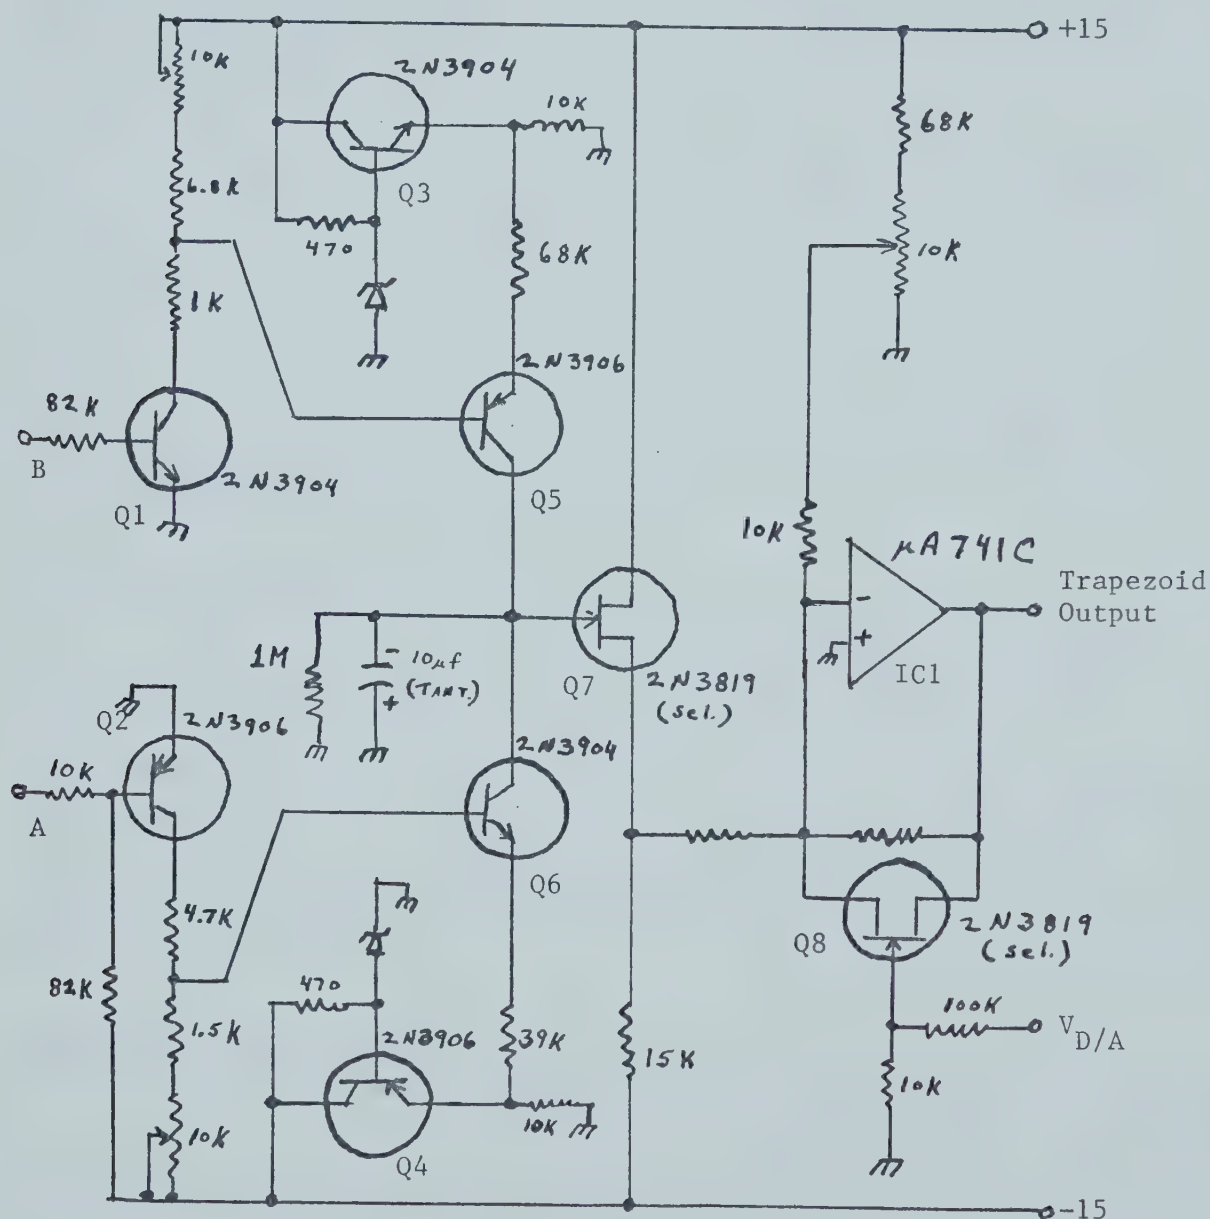 +15
10K
2N3904
10K
68K
Q3
6.8K
470
68K
10K
1K
2N3906
82K
B
2N3904
Q1
Q5
10K
μA741C
-
+
IC1
Trapezoid
Output
1M
- 10μf
+ (TANT.)
Q7
2N3819
(sel.)
Q2
2N3906
2N3904
10K
A
Q6
4.7K
Q8
2N3819
(sel.)
82K
470
1.5K
2N3906
39K
15K
100K
V D/A
10K
10K
10K
Q4
-15